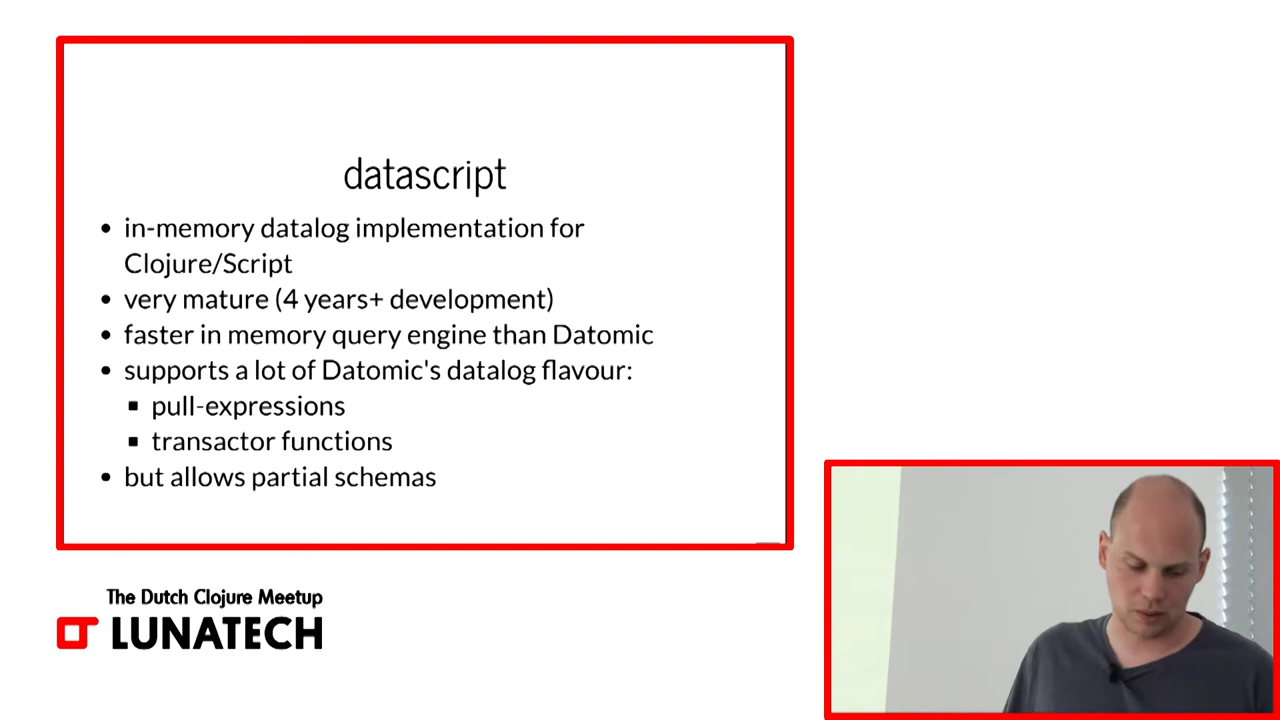 datascript
• in-memory datalog implementation for
Clojure/Script
• very mature (4 years+ development)
• faster in memory query engine than Datomic
• supports a lot of Datomic's datalog flavour:
▪ pull-expressions
▪ transactor functions
• but allows partial schemas
The Dutch Clojure Meetup
LUNATECH